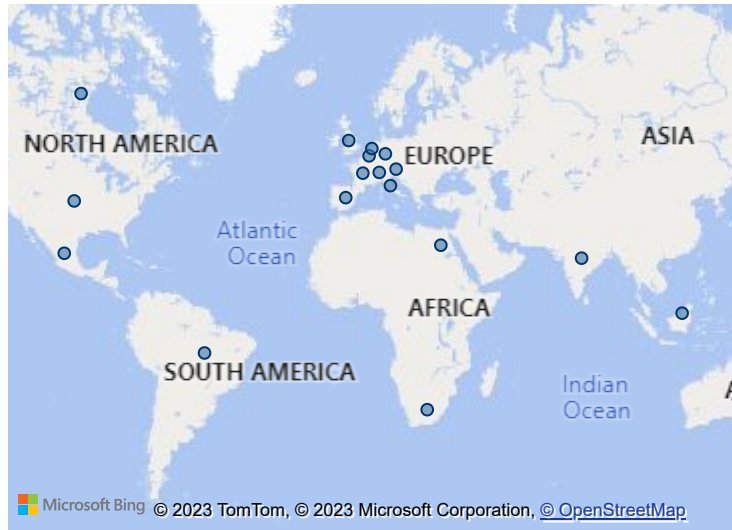 ASIA
NORTH AMERICA
EUROPE
Atlantic
Ocean
AFRICA
SOUTH AMERICA
Indian
Ocean
A
Microsoft Bing
© 2023 TomTom, © 2023 Microsoft Corporation, © OpenStreetMap